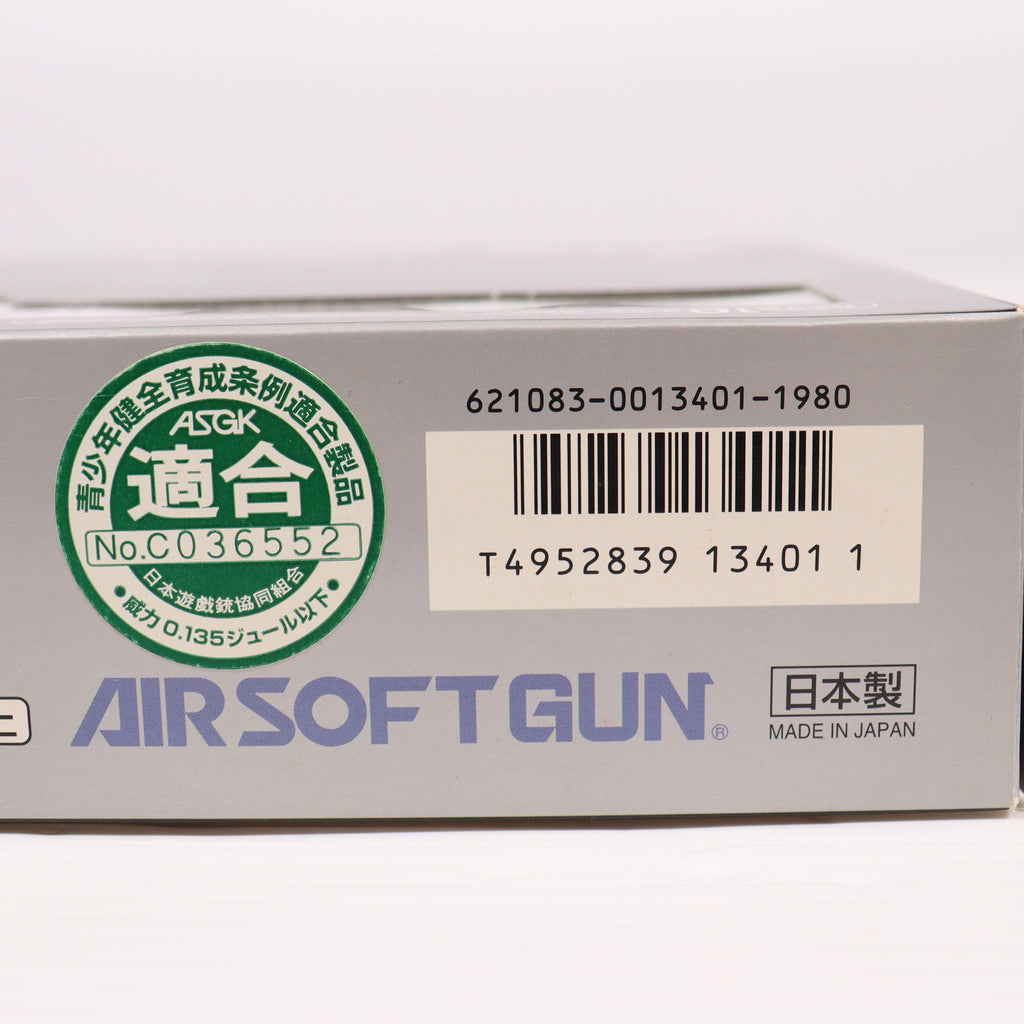 青少年健全育成条例適合製品
ASGK
適合
No.C036552
日本遊戯銃協同組合
•威力 0.135ジュール以下•
621083-0013401-1980
T4952839 13401 1
AIRSOFTGUN®
日本製
MADE IN JAPAN